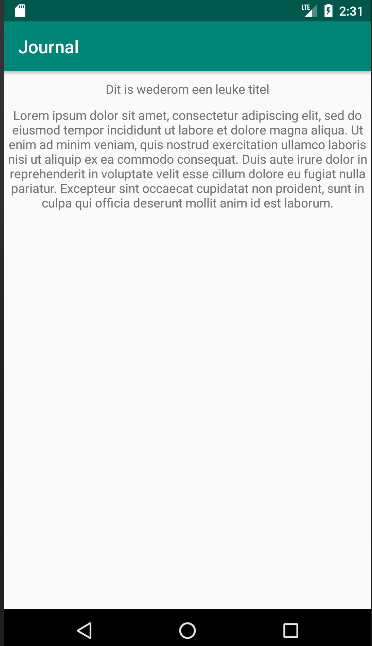 LTE 2:31
Journal
Dit is wederom een leuke titel
Lorem ipsum dolor sit amet, consectetur adipiscing elit, sed do
eiusmod tempor incididunt ut labore et dolore magna aliqua. Ut
enim ad minim veniam, quis nostrud exercitation ullamco laboris
nisi ut aliquip ex ea commodo consequat. Duis aute irure dolor in
reprehenderit in voluptate velit esse cillum dolore eu fugiat nulla
pariatur. Excepteur sint occaecat cupidatat non proident, sunt in
culpa qui officia deserunt mollit anim id est laborum.